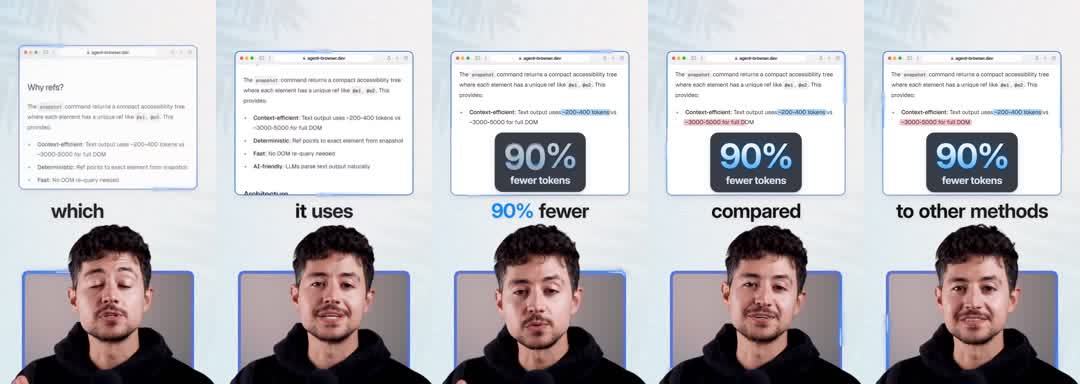 agent-browser.dev
Why refs?
The snapshot command returns a compact accessibility tree
where each element has a unique ref like @e1, @e2. This
provides:
• Context-efficient: Text output uses ~200-400 tokens vs
~3000-5000 for full DOM
• Deterministic: Ref points to exact element from snapshot
• Fast: No DOM re-query needed
which
agent-browser.dev
The snapshot command returns a compact accessibility tree
where each element has a unique ref like @e1, @e2. This
provides:
• Context-efficient: Text output uses ~200-400 tokens vs
~3000-5000 for full DOM
• Deterministic: Ref points to exact element from snapshot
• Fast: No DOM re-query needed
• AI-friendly: LLMs parse text output naturally
Architecture
it uses
agent-browser.dev
The snapshot command returns a compact accessibility tree
where each element has a unique ref like @e1, @e2. This
provides:
• Context-efficient: Text output uses ~200-400 tokens vs
~3000-5000 for full DOM
90%
fewer tokens
90% fewer
agent-browser.dev
The snapshot command returns a compact accessibility tree
where each element has a unique ref like @e1, @e2. This
provides:
• Context-efficient: Text output uses ~200-400 tokens vs
~3000-5000 for full DOM
90%
fewer tokens
compared
agent-browser.dev
The snapshot command returns a compact accessibility tree
where each element has a unique ref like @e1, @e2. This
provides:
• Context-efficient: Text output uses ~200-400 tokens vs
~3000-5000 for full DOM
90%
fewer tokens
to other methods